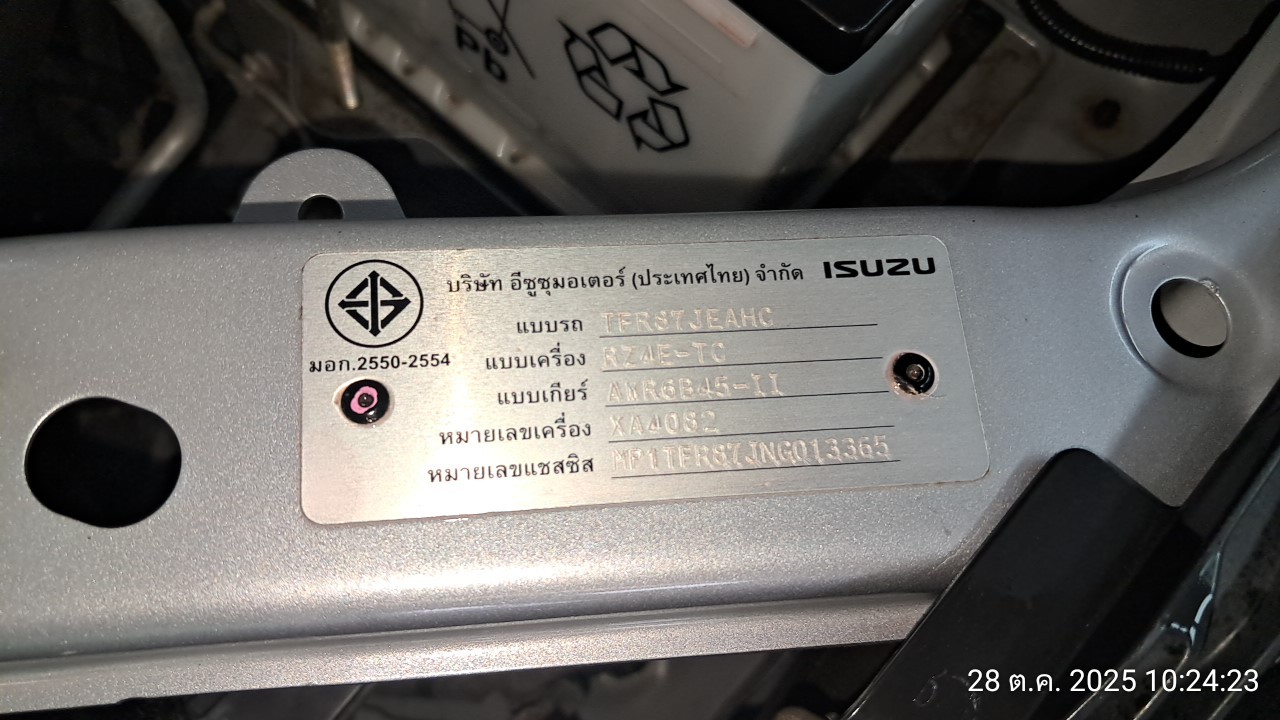 บริษัท อีซูซุมอเตอร์ (ประเทศไทย) จำกัด ISUZU
แบบรถ TFR87JEAHC
มอก.2550-2554
แบบเครื่อง RZ4E-TC
แบบเกียร์ AWR6B45-II
หมายเลขเครื่อง XA4082
หมายเลขแชสซิส MP1TFR87JNG013365
28 ต.ค. 2025 10:24:23